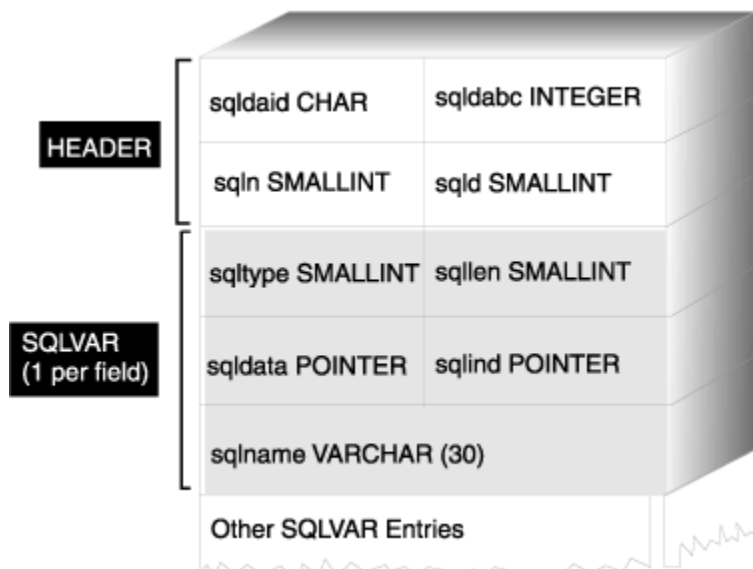 HEADER
sqldaid CHAR
sqldabc INTEGER
sqln SMALLINT
sqld SMALLINT
SQLVAR
(1 per field)
sqltype SMALLINT
sqllen SMALLINT
sqldata POINTER
sqlind POINTER
sqlname VARCHAR (30)
Other SQLVAR Entries